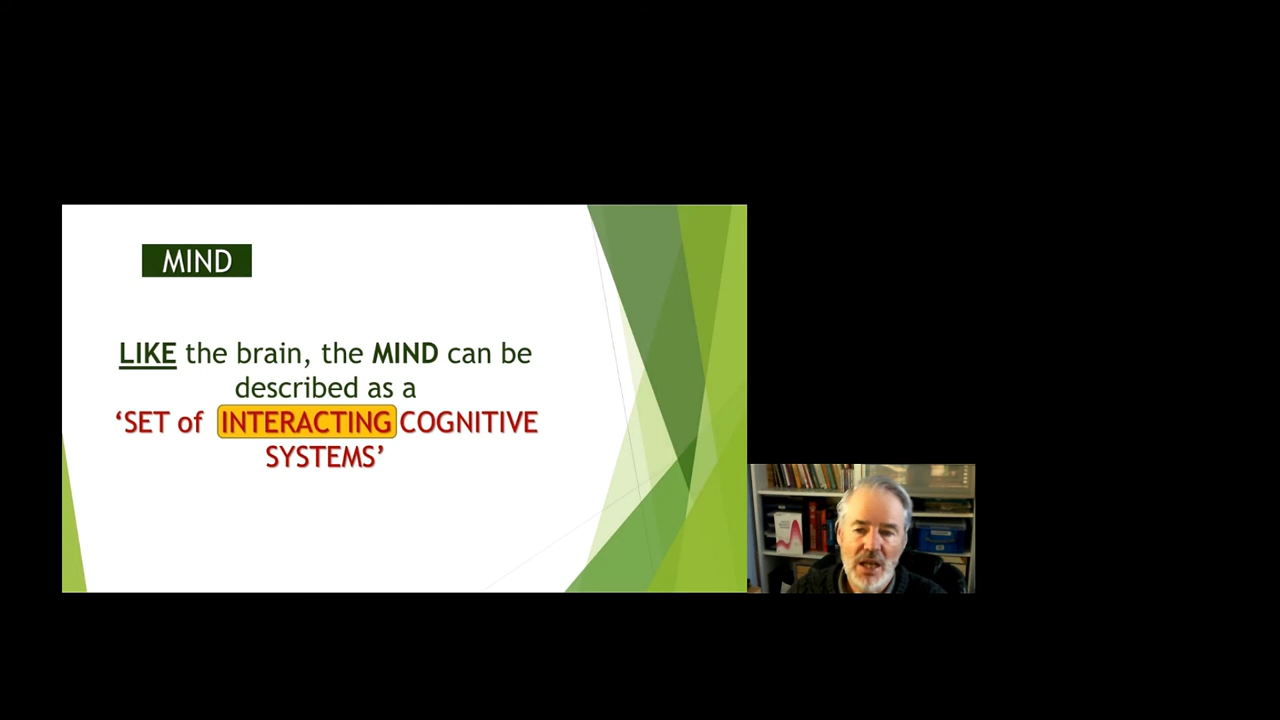 MIND
LIKE the brain, the MIND can be
described as a
‘SET of INTERACTING COGNITIVE
SYSTEMS’